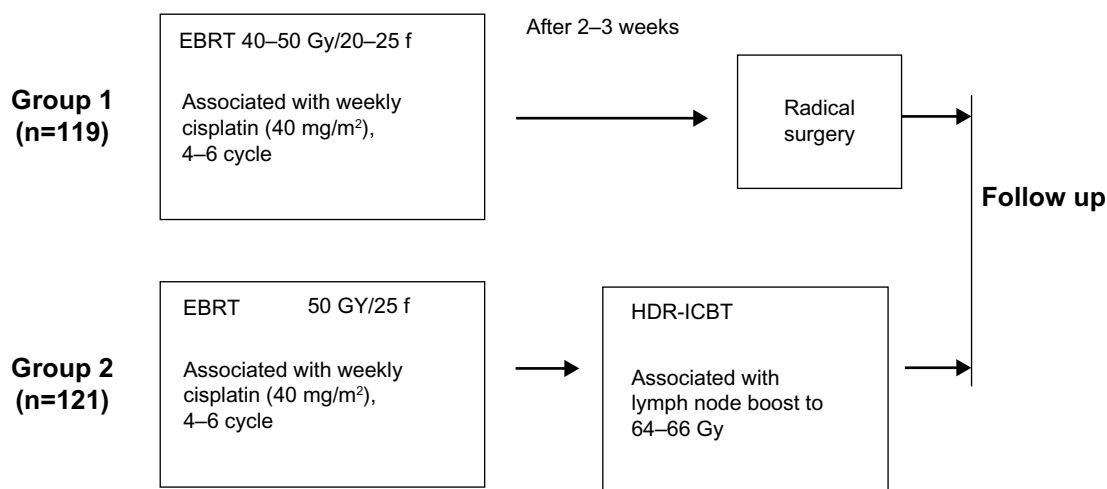 Group 1
(n=119)
EBRT 40–50 Gy/20–25 f
Associated with weekly
cisplatin (40 mg/m²),
4–6 cycle
After 2–3 weeks
Radical
surgery
Follow up
Group 2
(n=121)
EBRT 50 GY/25 f
Associated with weekly
cisplatin (40 mg/m²),
4–6 cycle
HDR-ICBT
Associated with
lymph node boost to
64–66 Gy